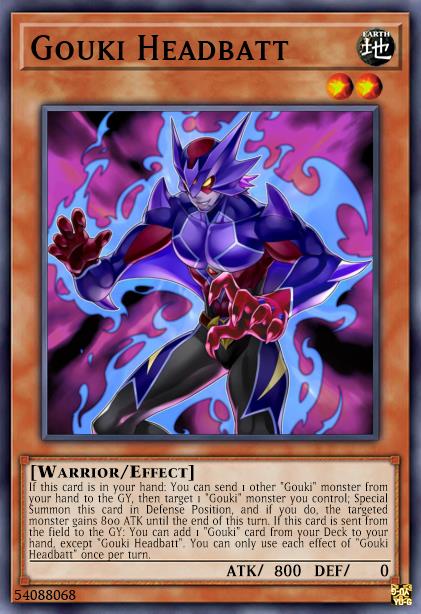 GOUKI HEADBATT
EARTH
地
[WARRIOR/EFFECT]
If this card is in your hand: You can send 1 other "Gouki" monster from
your hand to the GY, then target 1 "Gouki" monster you control; Special
Summon this card in Defense Position, and if you do, the targeted
monster gains 800 ATK until the end of this turn. If this card is sent from
the field to the GY: You can add 1 "Gouki" card from your Deck to your
hand, except "Gouki Headbatt". You can only use each effect of "Gouki
Headbatt" once per turn.
ATK/ 800 DEF/ 0
54088068